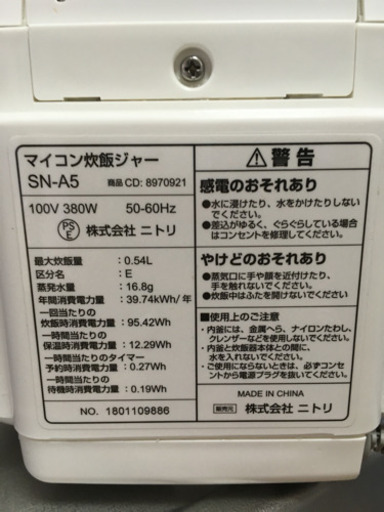 マイコン炊飯ジャー
SN-A5 商品CD: 8970921
100V 380W 50-60Hz
PS
E 株式会社 ニトリ
最大炊飯量 : 0.54L
区分名 : E
蒸発水量 : 16.8g
年間消費電力量 : 39.74kWh/年
一回当たりの
炊飯時消費電力量 : 95.42Wh
一時間当たりの
保温時消費電力量 : 12.29Wh
一時間当たりのタイマー
予約時消費電力量 : 0.27Wh
一時間当たりの
待機時消費電力量 : 0.19Wh
NO. 1801109886
⚠ 警告
感電のおそれあり
●水に浸けたり、水をかけたりしない
でください。
●差込がゆるく、ぐらぐらしている場合
はコンセントを修理してください。
やけどのおそれあり
●蒸気口に手や顔を近付けたり、
手を触れないでください。
●炊飯中はふたを開けないでください。
■使用上のご注意
・内釜には、金属へら、ナイロンたわし、
クレンザーなどを使用しないでください。
・内釜と炊飯器本体との間に、
水を入れないでください。
・ご使用にならないときは、必ずコンセ
ントから電源プラグを抜いてください。
MADE IN CHINA
販売元 株式会社 ニトリ